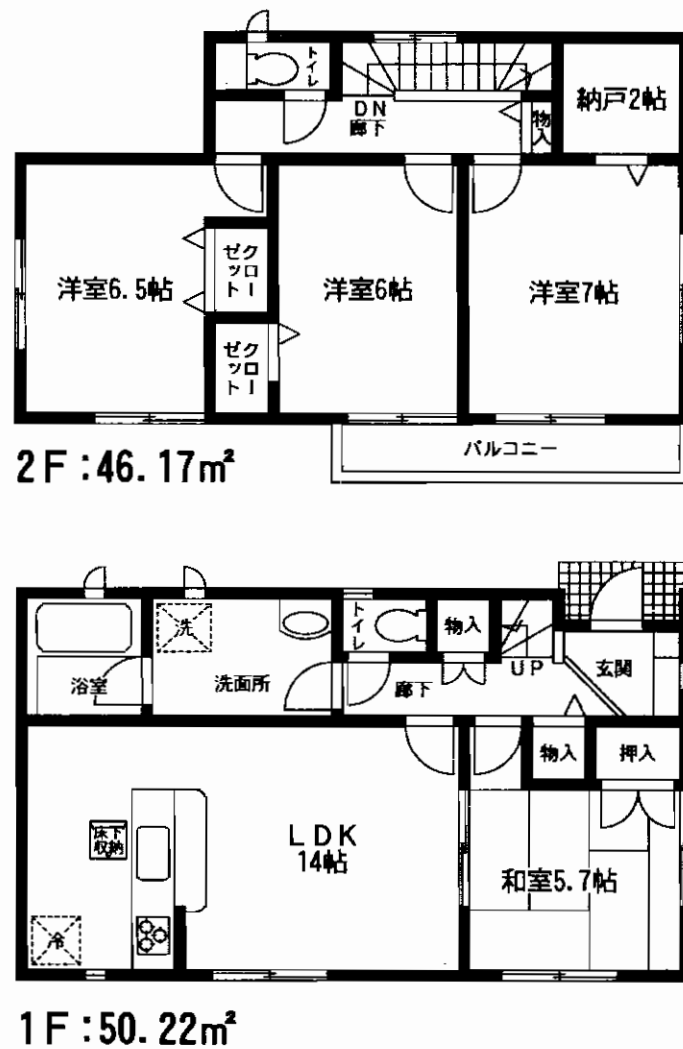 トイレ
DN
廊下
物入
納戸2帖
洋室6.5帖
クローゼット
クローゼット
洋室6帖
洋室7帖
バルコニー
2F:46.17㎡
浴室
洗
洗面所
トイレ
物入
UP
廊下
玄関
物入
押入
床下
収納
冷
LDK
14帖
和室5.7帖
1F:50.22㎡